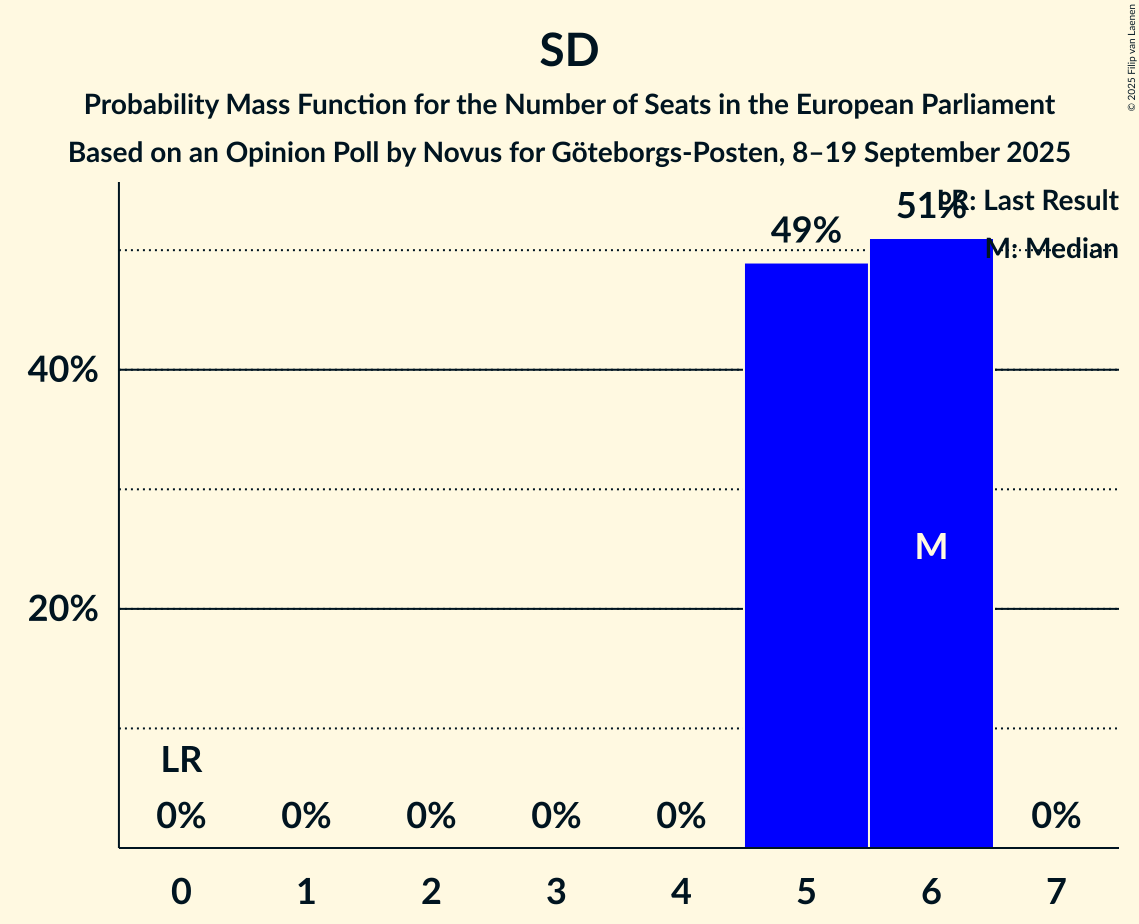 SD
Probability Mass Function for the Number of Seats in the European Parliament
Based on an Opinion Poll by Novus for Göteborgs-Posten, 8–19 September 2025
© 2025 Filip van Laenen
LR: Last Result
M: Median
51%
49%
40%
20%
M
LR
0% 0% 0% 0% 0% 0%
0 1 2 3 4 5 6 7